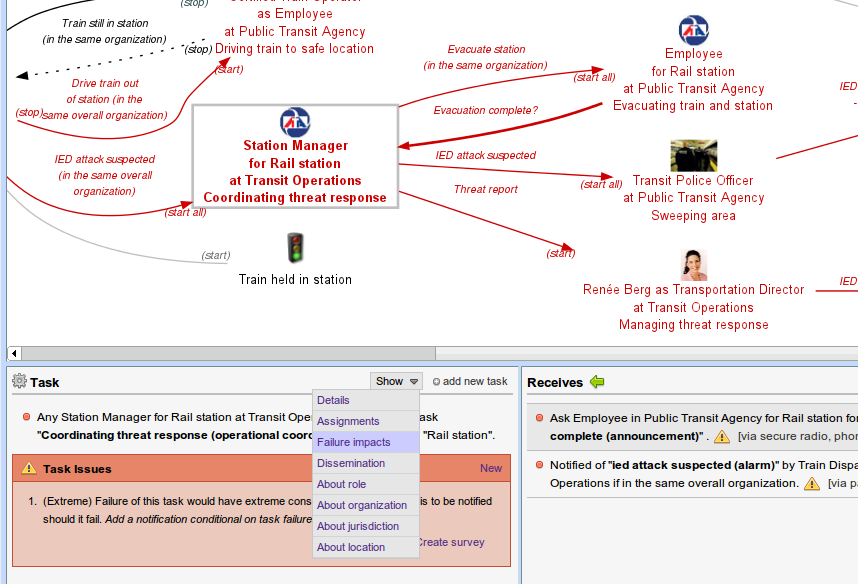 (stop)
Certified Train Operator
as Employee
at Public Transit Agency
Driving train to safe location
Train still in station
(in the same organization)
(stop)
(start)
Drive train out
of station (in the
same overall organization)
(stop)
IED attack suspected
(in the same overall
organization)
(start all)
Station Manager
for Rail station
at Transit Operations
Coordinating threat response
(start)
Train held in station
Evacuate station
(in the same organization)
(start all)
Evacuation complete?
IED attack suspected
(start all)
Threat report
(start)
Employee
for Rail station
at Public Transit Agency
Evacuating train and station
IED
Transit Police Officer
at Public Transit Agency
Sweeping area
Renée Berg as Transportation Director
at Transit Operations
Managing threat response
IED
Task
Show
add new task
Details
Assignments
Failure impacts
Dissemination
About role
About organization
About jurisdiction
About location
Any Station Manager for Rail station at Transit Ope ask
"Coordinating threat response (operational coord "Rail station".
Task Issues
New
1. (Extreme) Failure of this task would have extreme cons is to be notified
should it fail. Add a notification conditional on task failure
Create survey
Receives
Ask Employee in Public Transit Agency for Rail station for
complete (announcement)" . [via secure radio, phon
Notified of "ied attack suspected (alarm)" by Train Dispa
Operations if in the same overall organization. [via p